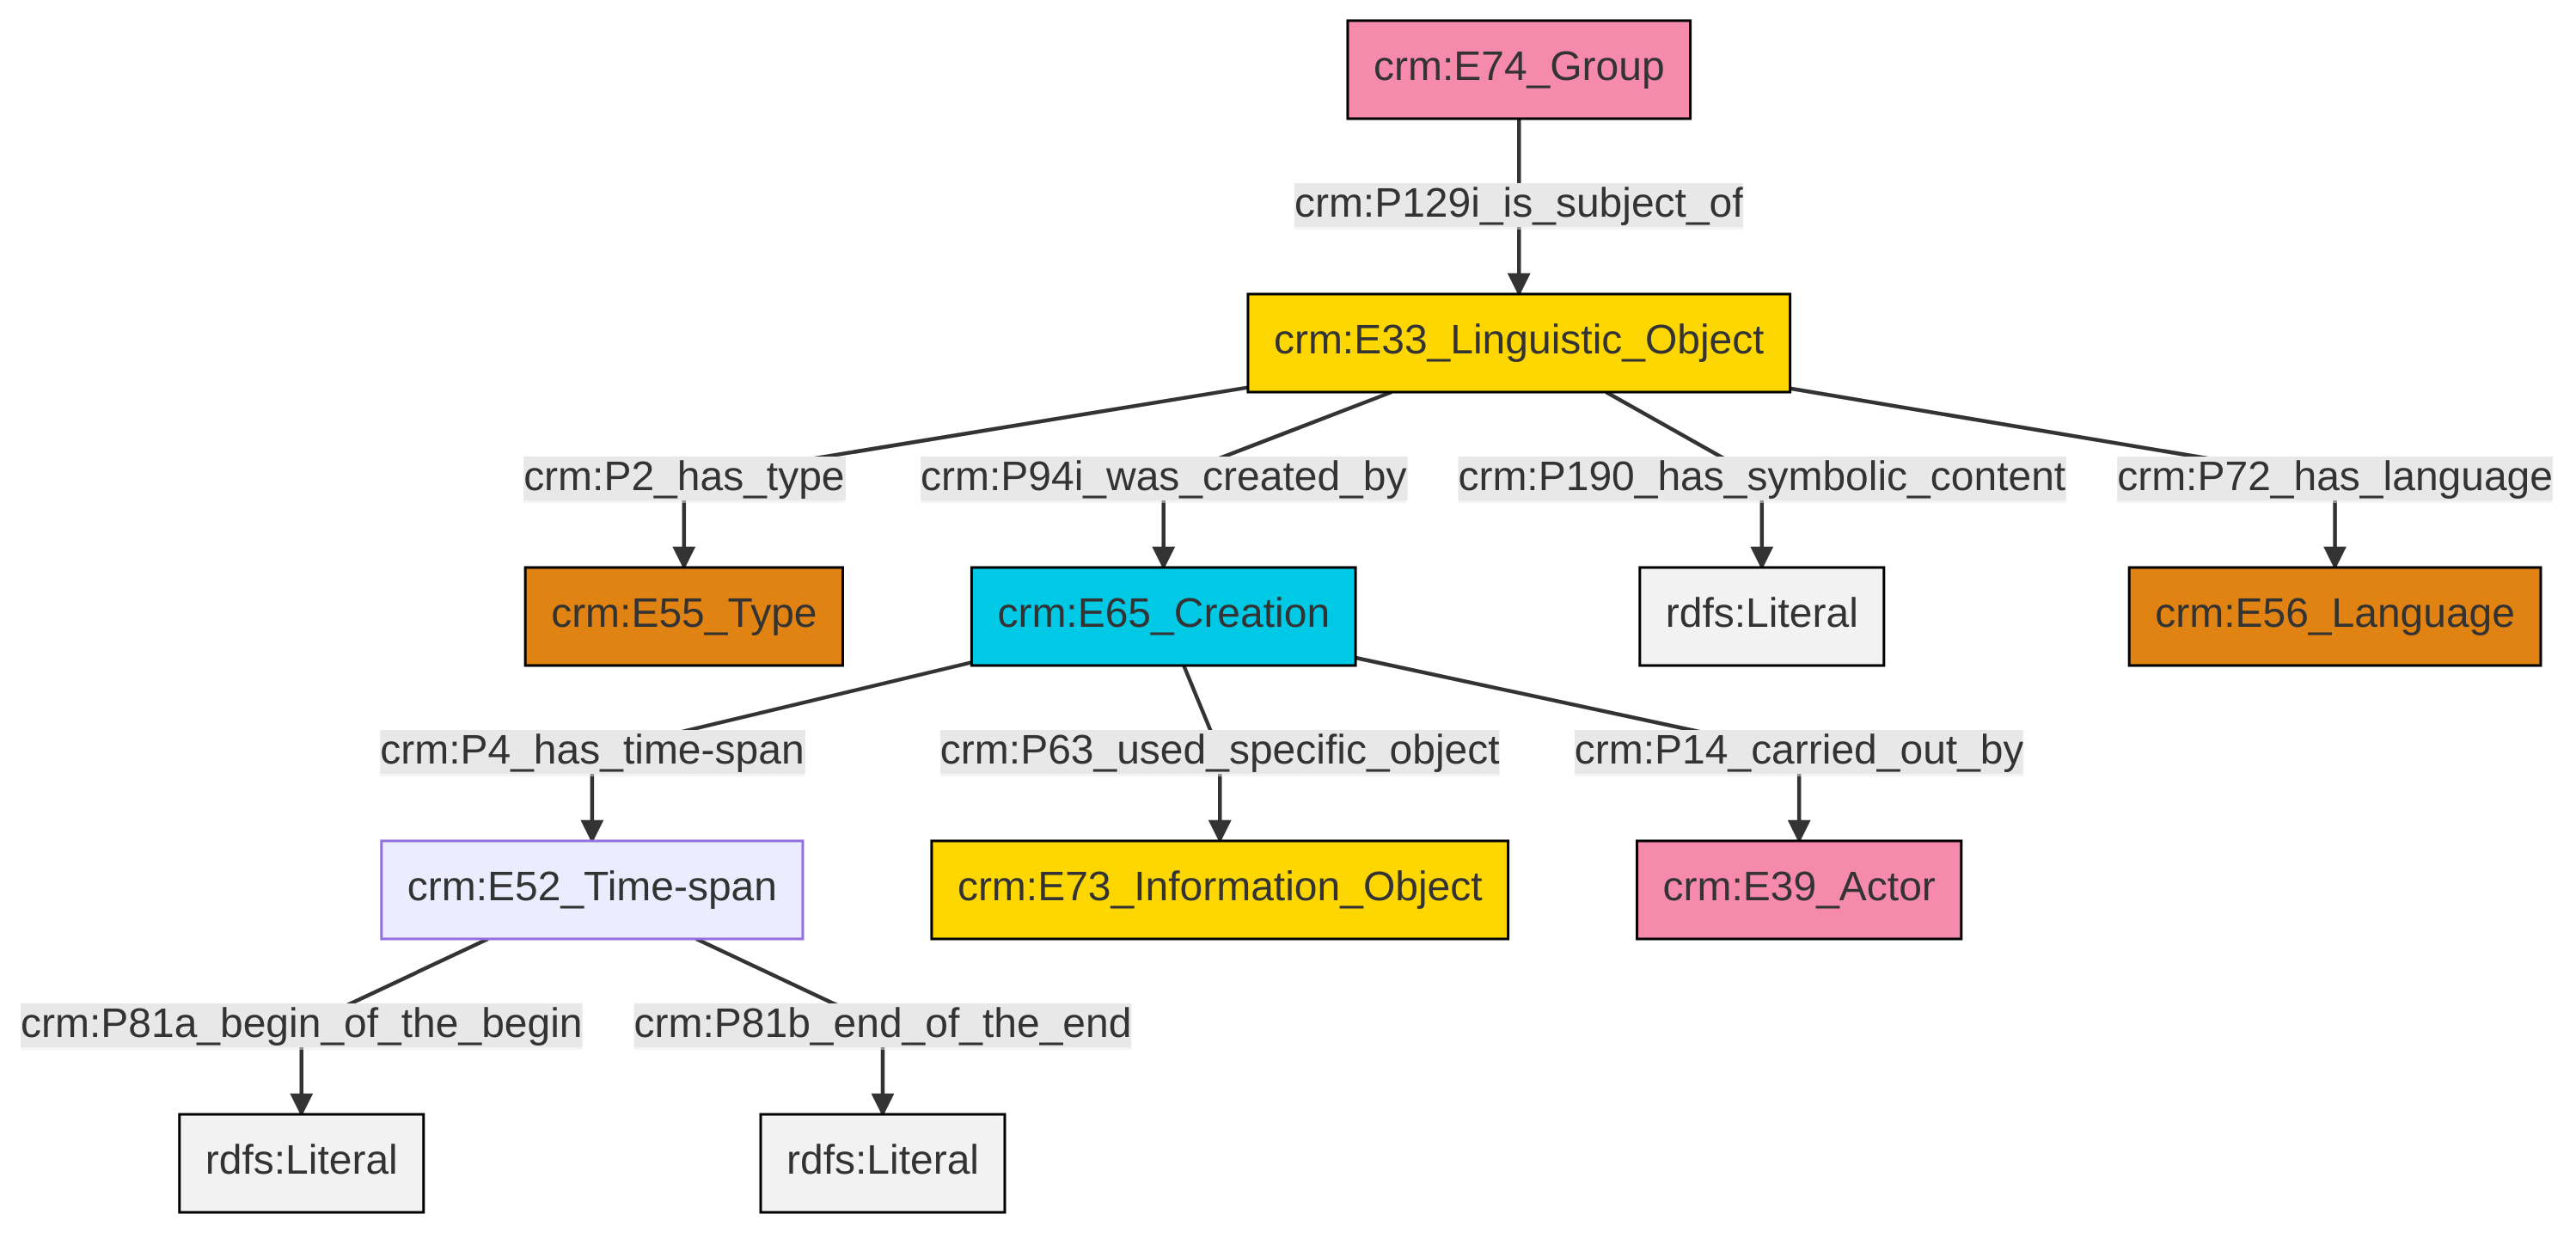 crm:E74_Group
crm:P129i_is_subject_of
crm:E33_Linguistic_Object
crm:P2_has_type
crm:P94i_was_created_by
crm:P190_has_symbolic_content
crm:P72_has_language
crm:E55_Type
crm:E65_Creation
rdfs:Literal
crm:E56_Language
crm:P4_has_time-span
crm:P63_used_specific_object
crm:P14_carried_out_by
crm:E52_Time-span
crm:E73_Information_Object
crm:E39_Actor
crm:P81a_begin_of_the_begin
crm:P81b_end_of_the_end
rdfs:Literal
rdfs:Literal